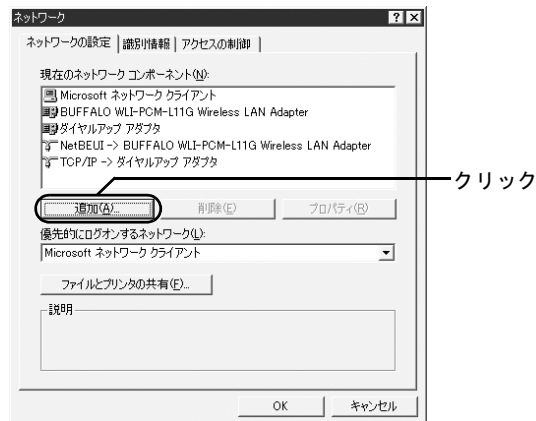 ネットワーク
ネットワークの設定 識別情報 アクセスの制御
現在のネットワーク コンポーネント(N):
Microsoft ネットワーク クライアント
BUFFALO WLI-PCM-L11G Wireless LAN Adapter
ダイヤルアップ アダプタ
NetBEUI -> BUFFALO WLI-PCM-L11G Wireless LAN Adapter
TCP/IP -> ダイヤルアップ アダプタ
クリック
追加(A)... 削除(E) プロパティ(R)
優先的にログオンするネットワーク(L):
Microsoft ネットワーク クライアント
ファイルとプリンタの共有(F)...
説明
OK キャンセル